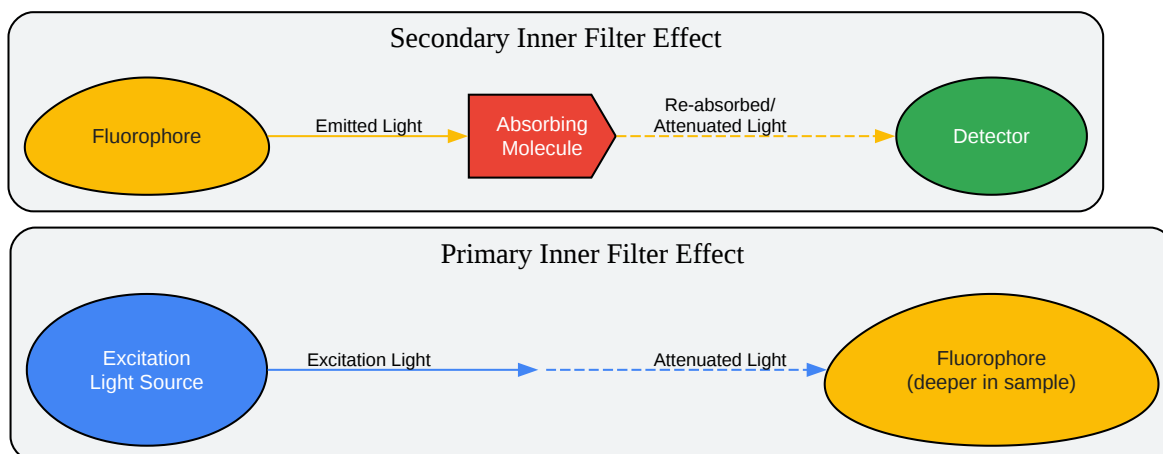 Secondary Inner Filter Effect
Fluorophore
Emitted Light
Absorbing
Molecule
Re-absorbed/
Attenuated Light
Detector
Primary Inner Filter Effect
Excitation
Light Source
Excitation Light
Attenuated Light
Fluorophore
(deeper in sample)